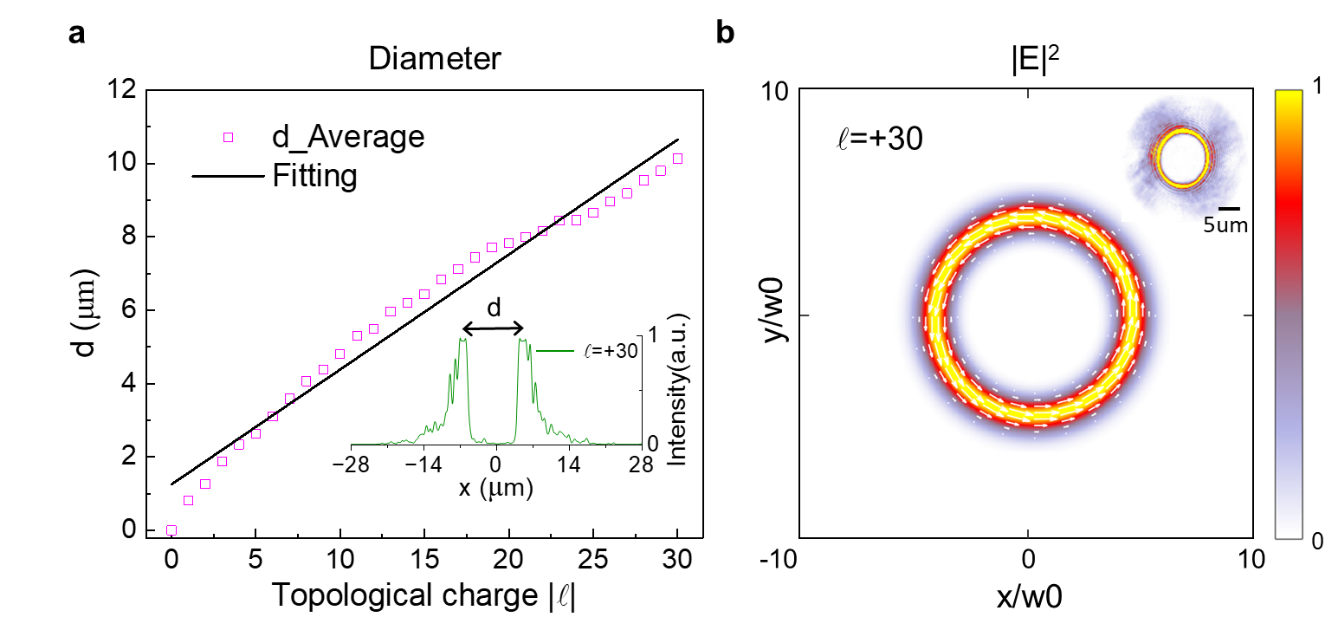 a
Diameter
12
10
8
6
4
2
0
d (μm)
d_Average
Fitting
d
ℓ=+30
1
0
Intensity(a.u.)
−28 −14 0 14 28
x (μm)
0 5 10 15 20 25 30
Topological charge |ℓ|
b
|E|²
10
ℓ=+30
5um
y/w0
-10 0 10
x/w0
1
0